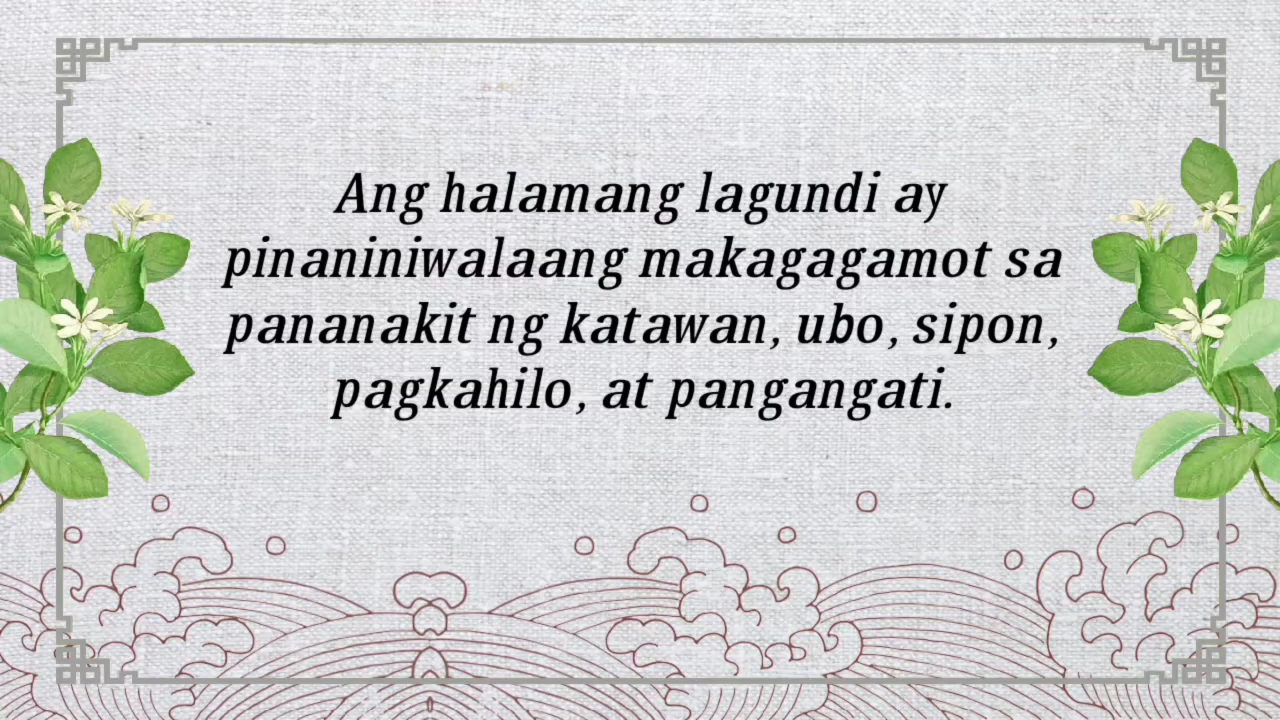 Ang halamang lagundi ay
pinaniniwalaang makagagamot sa
pananakit ng katawan, ubo, sipon,
pagkahilo, at pangangati.